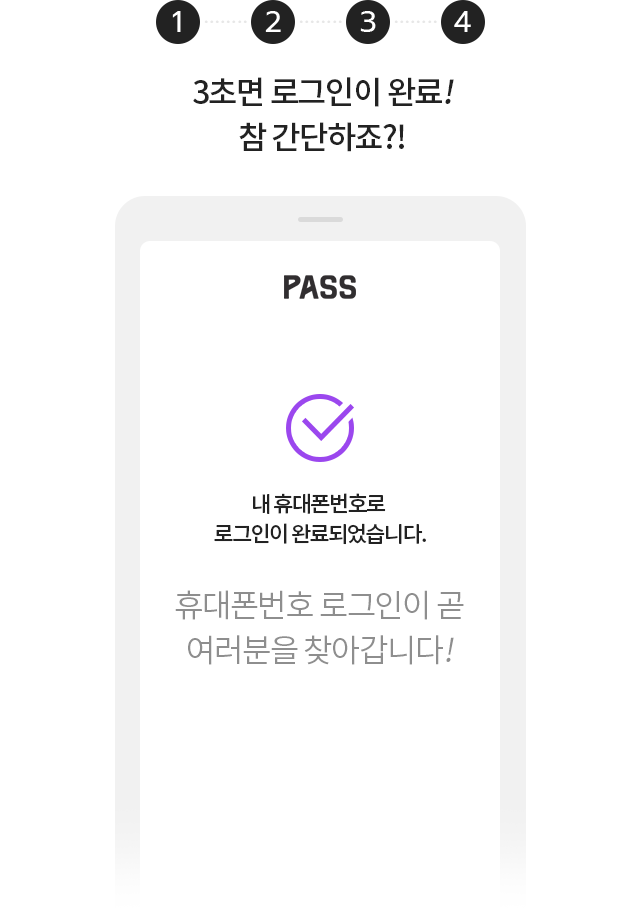 1 2 3 4
3초면 로그인이 완료!
참 간단하죠?!
PASS
내 휴대폰번호로
로그인이 완료되었습니다.
휴대폰번호 로그인이 곧
여러분을 찾아갑니다!